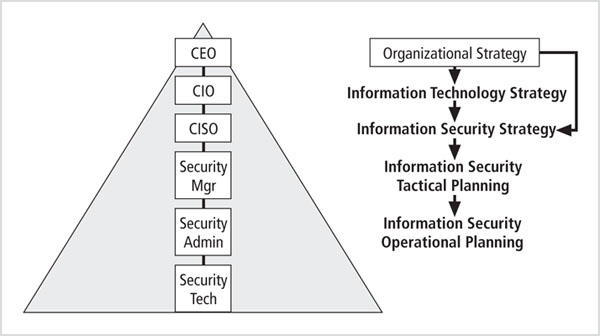 CEO
CIO
CISO
Security
Mgr
Security
Admin
Security
Tech
Organizational Strategy
Information Technology Strategy
Information Security Strategy
Information Security
Tactical Planning
Information Security
Operational Planning